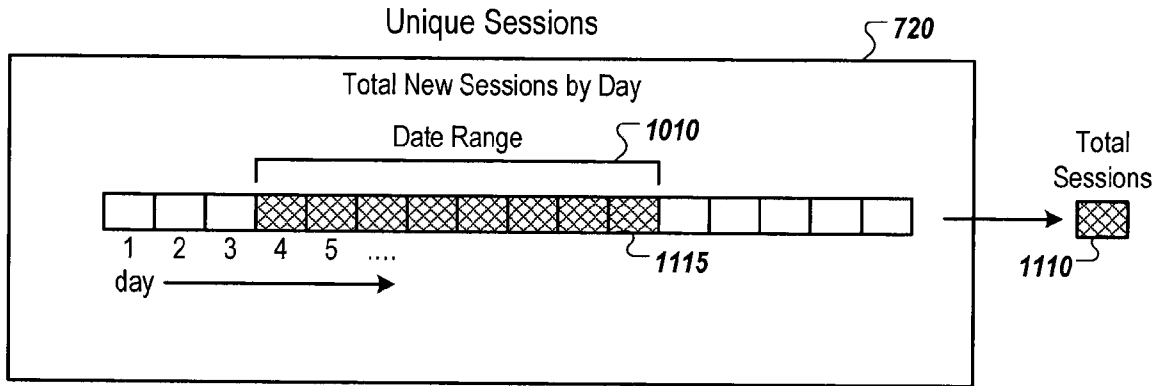 Unique Sessions
720
Total New Sessions by Day
Date Range
1010
Total
Sessions
1 2 3 4 5 ....
1115
1110
day